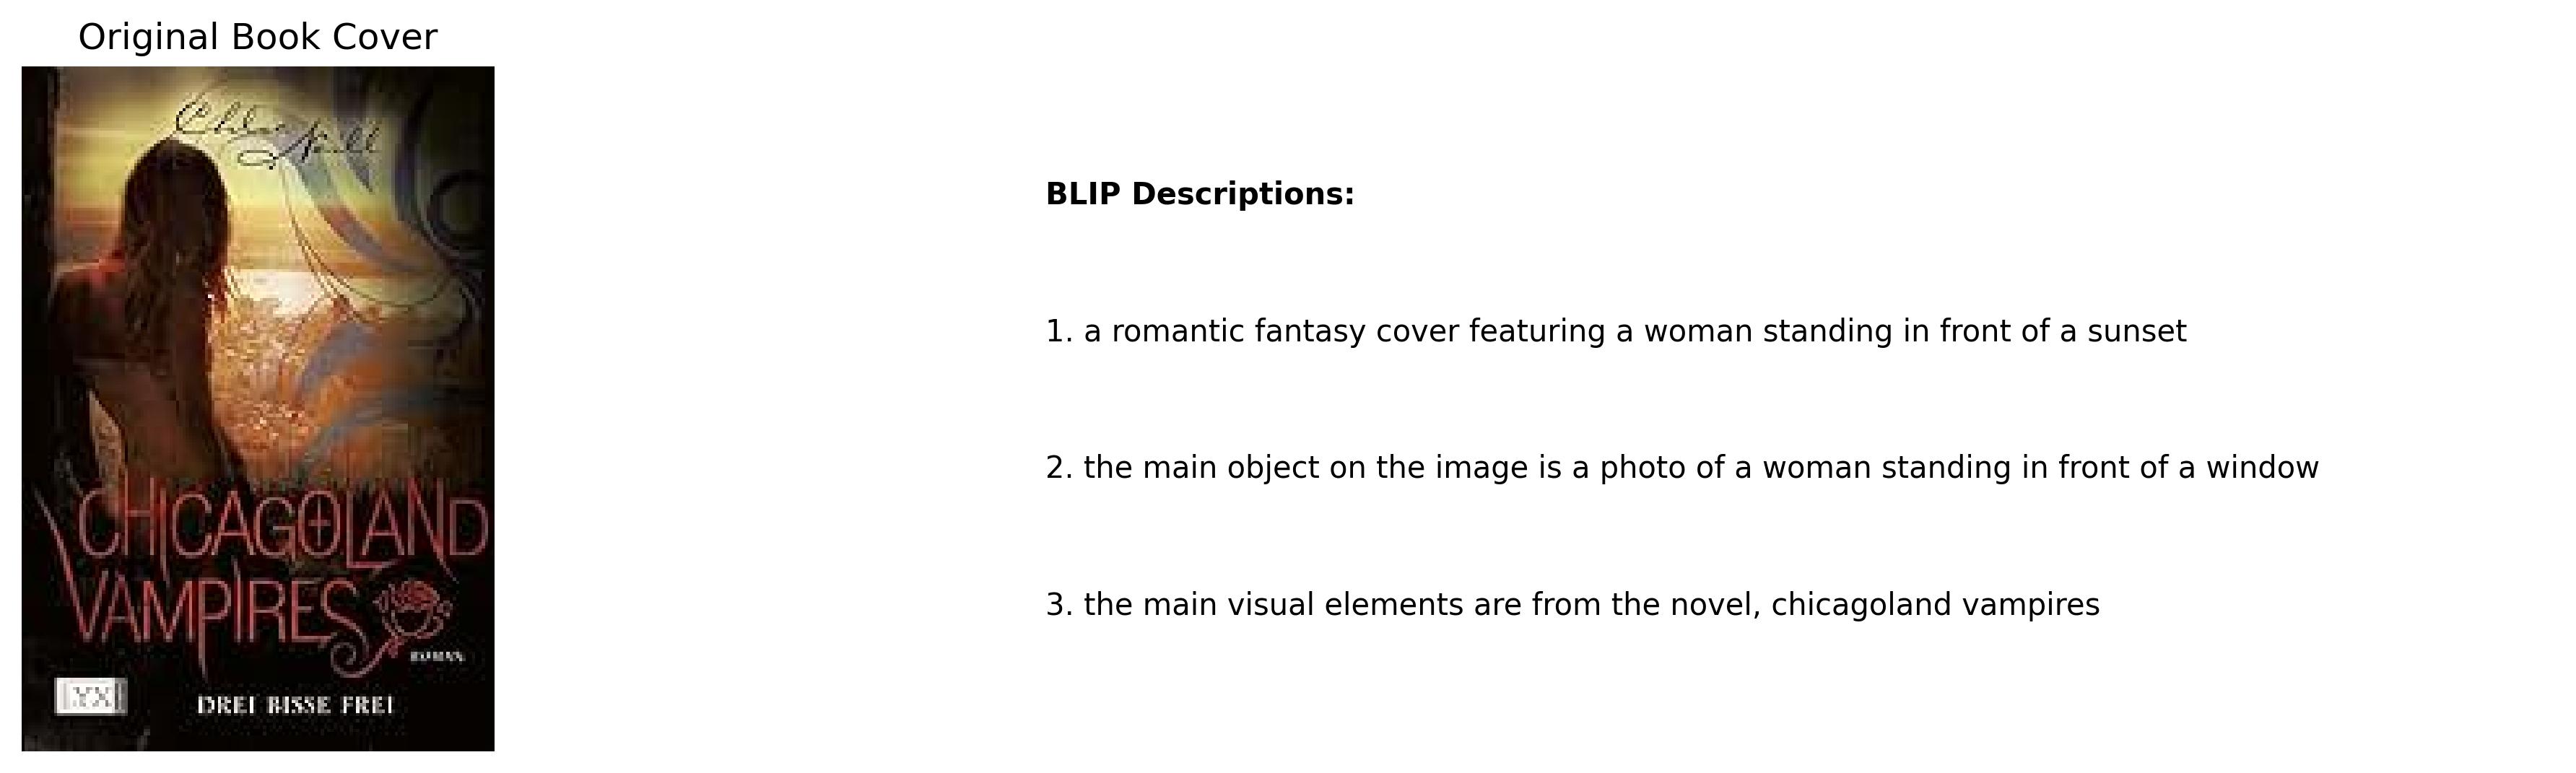 Original Book Cover
Chloe Neill
CHICAGOLAND
VAMPIRES
ROMAN
LYX
DREI BISSE FREI
BLIP Descriptions:
1. a romantic fantasy cover featuring a woman standing in front of a sunset
2. the main object on the image is a photo of a woman standing in front of a window
3. the main visual elements are from the novel, chicagoland vampires